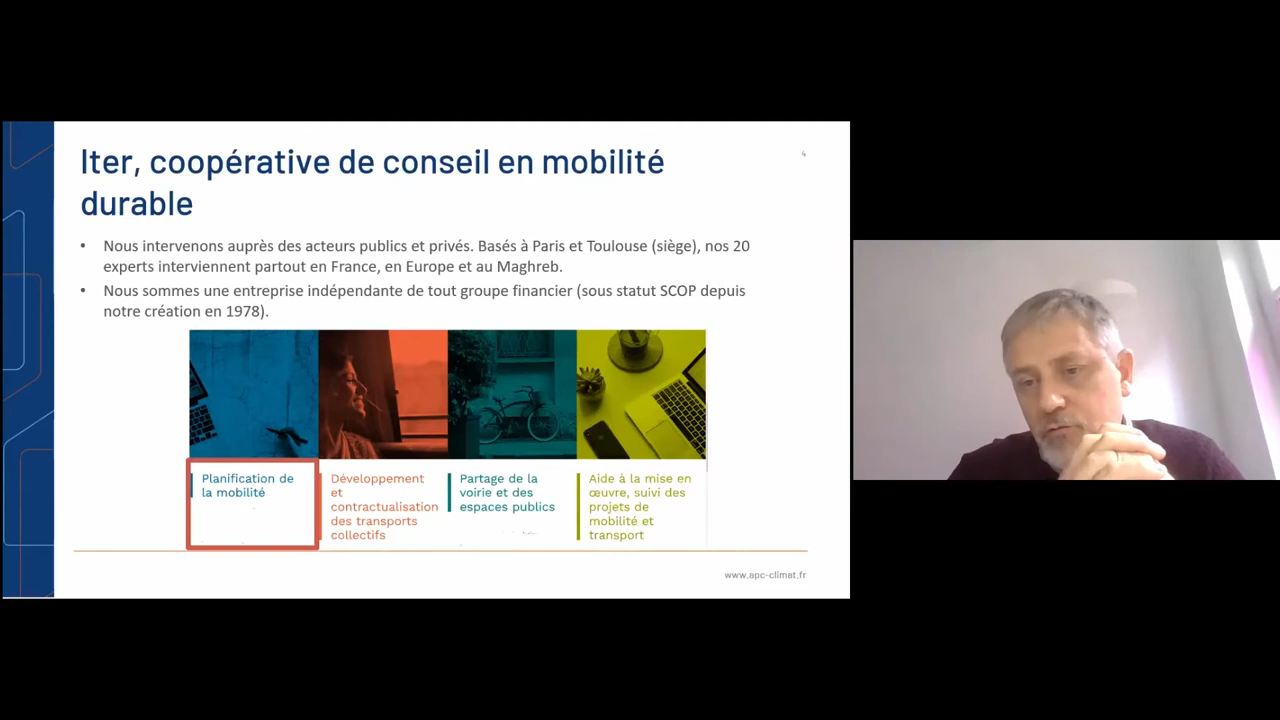 Iter, coopérative de conseil en mobilité
durable
4
• Nous intervenons auprès des acteurs publics et privés. Basés à Paris et Toulouse (siège), nos 20
experts interviennent partout en France, en Europe et au Maghreb.
• Nous sommes une entreprise indépendante de tout groupe financier (sous statut SCOP depuis
notre création en 1978).
Planification de
la mobilité
Développement
et
contractualisation
des transports
collectifs
Partage de la
voirie et des
espaces publics
Aide à la mise en
œuvre, suivi des
projets de
mobilité et
transport
www.apc-climat.fr